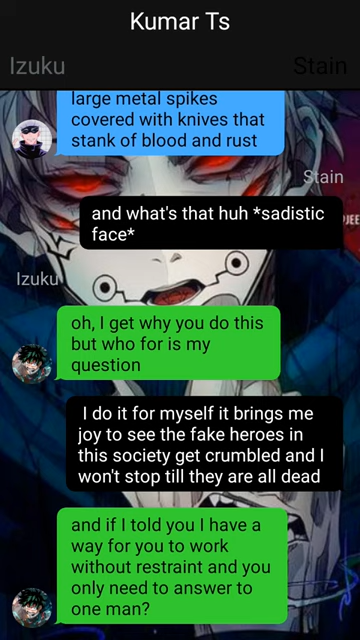 Kumar Ts
Izuku
Stain
large metal spikes
covered with knives that
stank of blood and rust
Stain
and what's that huh *sadistic
face*
Izuku
oh, I get why you do this
but who for is my
question
I do it for myself it brings me
joy to see the fake heroes in
this society get crumbled and I
won't stop till they are all dead
and if I told you I have a
way for you to work
without restraint and you
only need to answer to
one man?